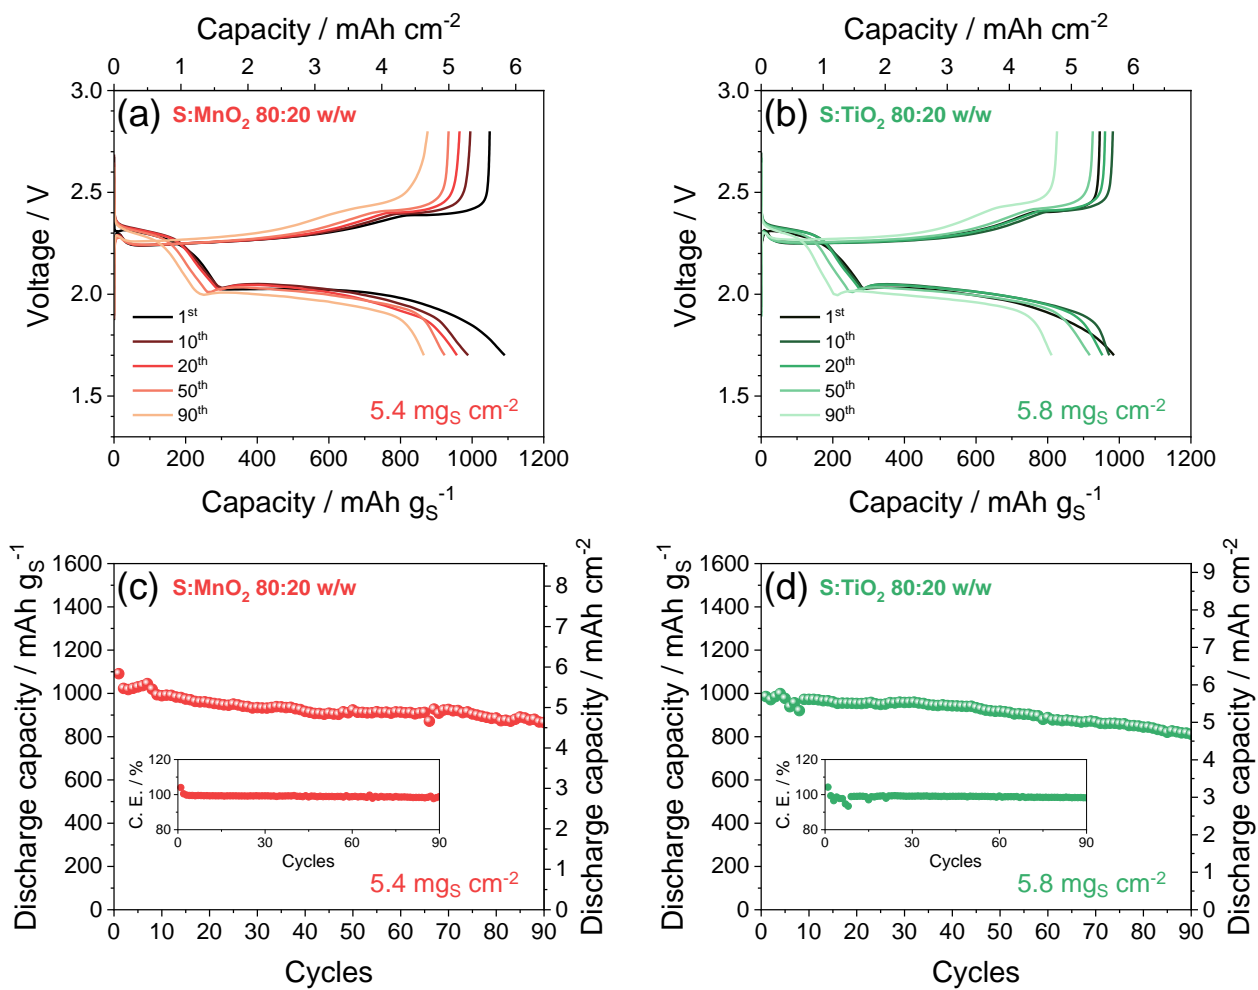 Capacity / mAh cm⁻²
0 1 2 3 4 5 6
3.0
2.5
2.0
1.5
Voltage / V
(a) S:MnO₂ 80:20 w/w
1ˢᵗ
10ᵗʰ
20ᵗʰ
50ᵗʰ
90ᵗʰ
5.4 mgS cm⁻²
0 200 400 600 800 1000 1200
Capacity / mAh gS⁻¹
Capacity / mAh cm⁻²
0 1 2 3 4 5 6
3.0
2.5
2.0
1.5
Voltage / V
(b) S:TiO₂ 80:20 w/w
1ˢᵗ
10ᵗʰ
20ᵗʰ
50ᵗʰ
90ᵗʰ
5.8 mgS cm⁻²
0 200 400 600 800 1000 1200
Capacity / mAh gS⁻¹
Discharge capacity / mAh gS⁻¹
1600
1400
1200
1000
800
600
400
200
0
(c) S:MnO₂ 80:20 w/w
C. E. / %
120
100
80
0 30 60 90
Cycles
5.4 mgS cm⁻²
8
7
6
5
4
3
2
1
0
Discharge capacity / mAh cm⁻²
0 10 20 30 40 50 60 70 80 90
Cycles
Discharge capacity / mAh gS⁻¹
1600
1400
1200
1000
800
600
400
200
0
(d) S:TiO₂ 80:20 w/w
C. E. / %
120
100
80
0 30 60 90
Cycles
5.8 mgS cm⁻²
9
8
7
6
5
4
3
2
1
0
Discharge capacity / mAh cm⁻²
0 10 20 30 40 50 60 70 80 90
Cycles